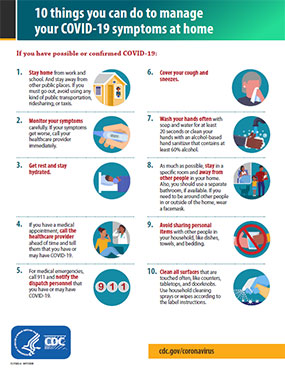 10 things you can do to manage
your COVID-19 symptoms at home
If you have possible or confirmed COVID-19:
1. Stay home from work and
school. And stay away from
other public places. If you
must go out, avoid using any
kind of public transportation,
ridesharing, or taxis.
2. Monitor your symptoms
carefully. If your symptoms
get worse, call your
healthcare provider
immediately.
3. Get rest and stay
hydrated.
4. If you have a medical
appointment, call the
healthcare provider
ahead of time and tell
them that you have or
may have COVID-19.
5. For medical emergencies,
call 911 and notify the
dispatch personnel that
you have or may have
COVID-19.
911
6. Cover your cough and
sneezes.
7. Wash your hands often with
soap and water for at least
20 seconds or clean your
hands with an alcohol-based
hand sanitizer that contains at
least 60% alcohol.
8. As much as possible, stay in a
specific room and away from
other people in your home.
Also, you should use a separate
bathroom, if available. If you
need to be around other people
in or outside of the home, wear
a facemask.
9. Avoid sharing personal
items with other people in
your household, like dishes,
towels, and bedding.
10. Clean all surfaces that are
touched often, like counters,
tabletops, and doorknobs.
Use household cleaning
sprays or wipes according to
the label instructions.
CDC
cdc.gov/coronavirus